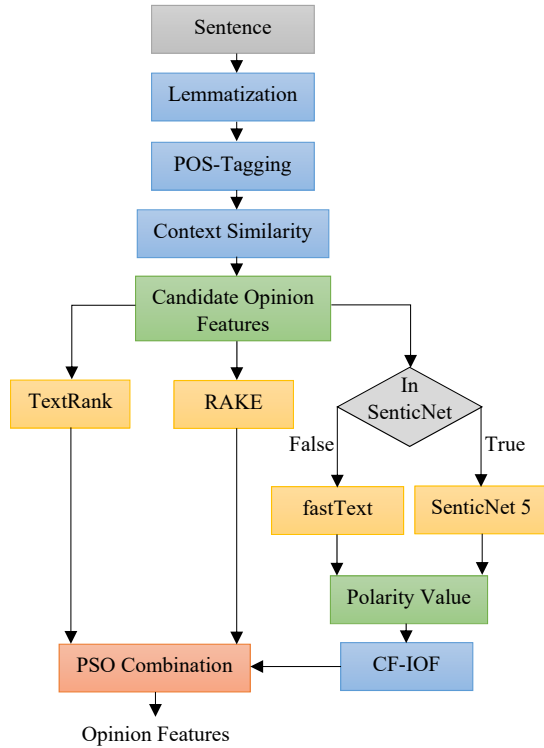 Sentence
Lemmatization
POS-Tagging
Context Similarity
Candidate Opinion
Features
TextRank
RAKE
In
SenticNet
False
True
fastText
SenticNet 5
Polarity Value
PSO Combination
CF-IOF
Opinion Features